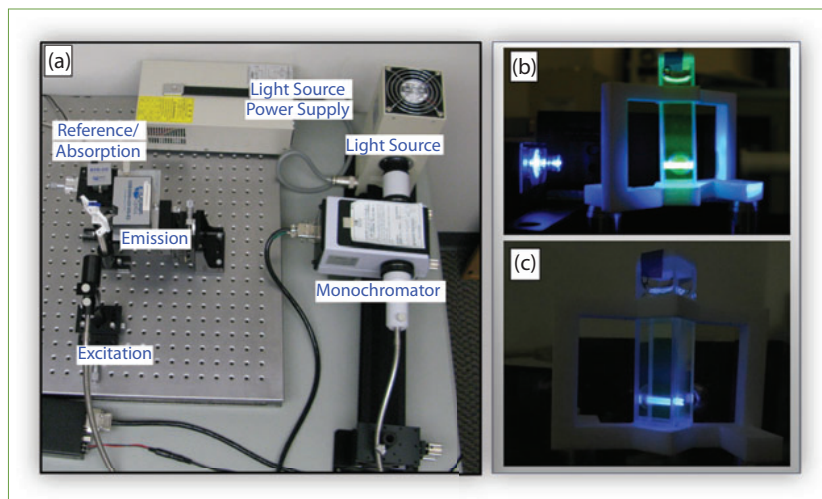 (a)
Light Source
Power Supply
Reference/
Absorption
Light Source
Emission
Monochromator
Excitation
(b)
(c)